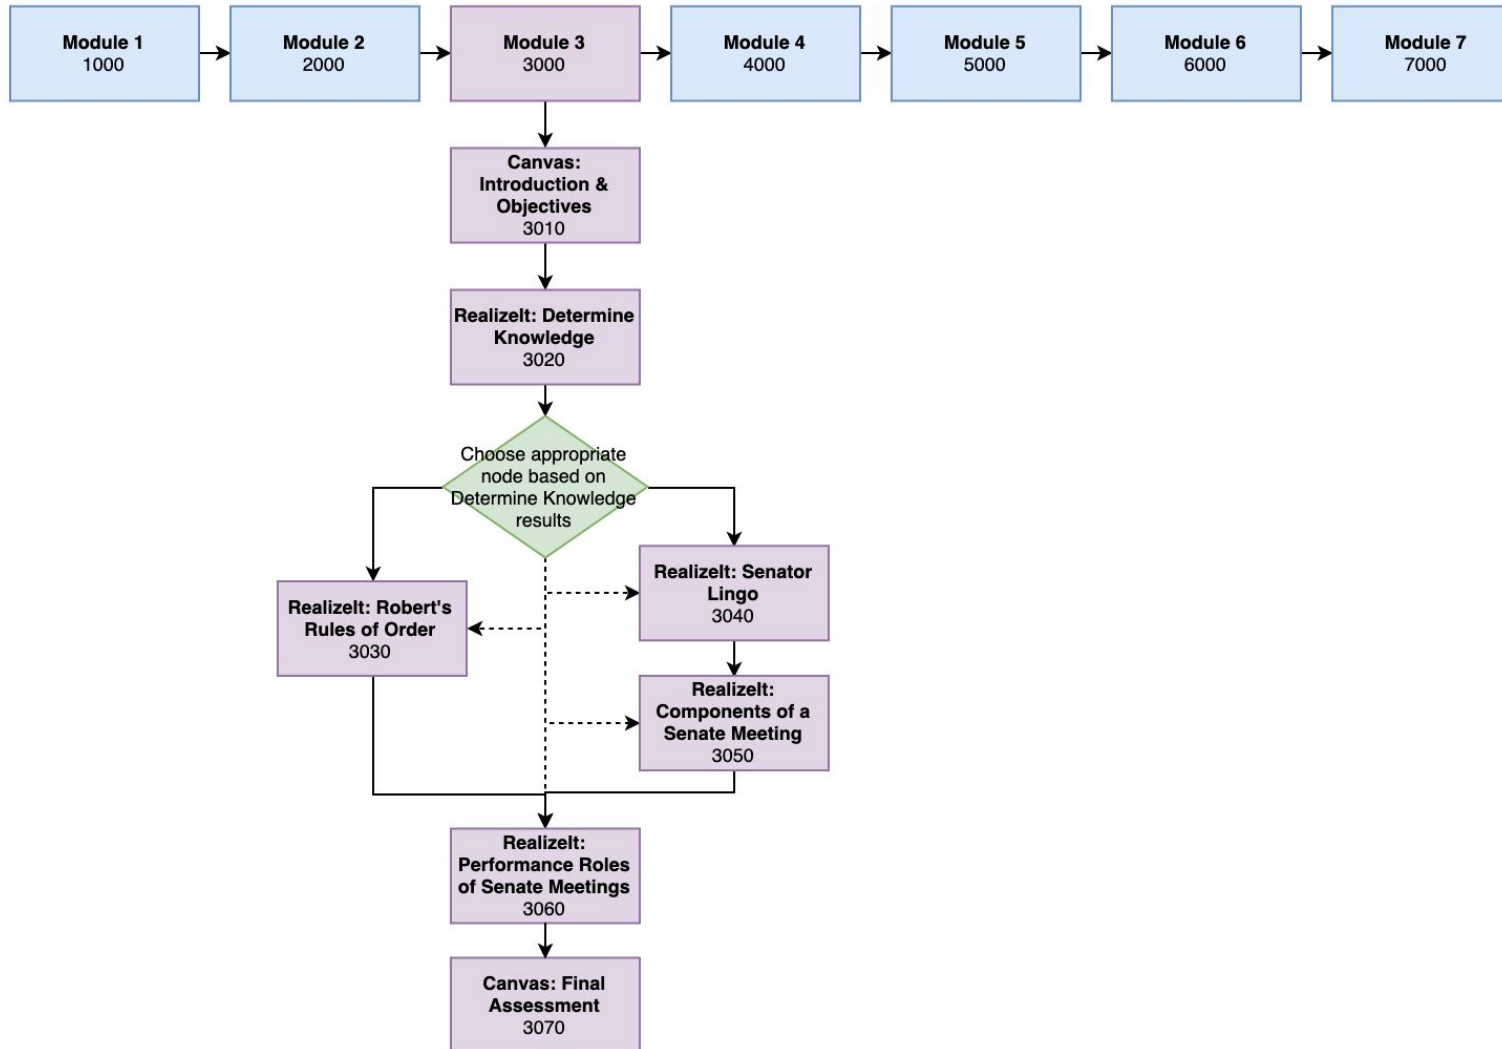 Module 1
1000
Module 2
2000
Module 3
3000
Module 4
4000
Module 5
5000
Module 6
6000
Module 7
7000
Canvas:
Introduction &
Objectives
3010
RealizeIt: Determine
Knowledge
3020
Choose appropriate
node based on
Determine Knowledge
results
RealizeIt: Robert's
Rules of Order
3030
RealizeIt: Senator
Lingo
3040
RealizeIt:
Components of a
Senate Meeting
3050
RealizeIt:
Performance Roles
of Senate Meetings
3060
Canvas: Final
Assessment
3070